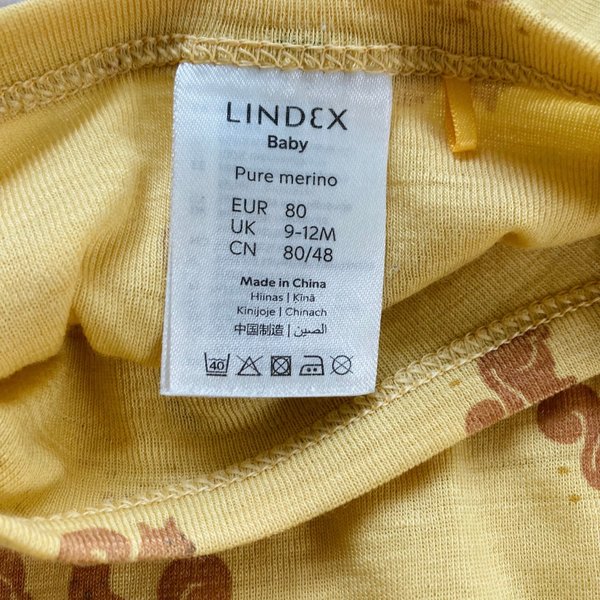 LINDEX
Baby
Pure merino
EUR 80
UK 9-12M
CN 80/48
Made in China
Hiinas | Ķīnā
Kinijoje | Chinach
中国制造 | الصين
40